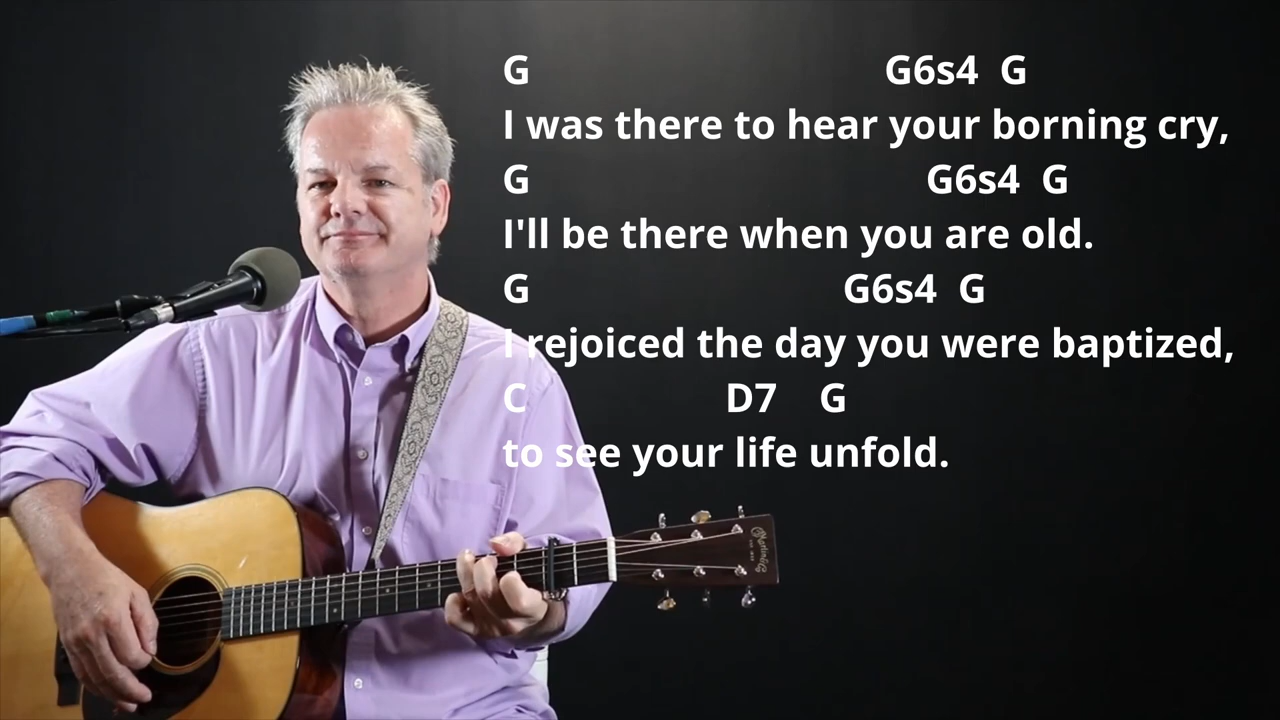 G G6s4 G
I was there to hear your borning cry,
G G6s4 G
I'll be there when you are old.
G G6s4 G
I rejoiced the day you were baptized,
C D7 G
to see your life unfold.